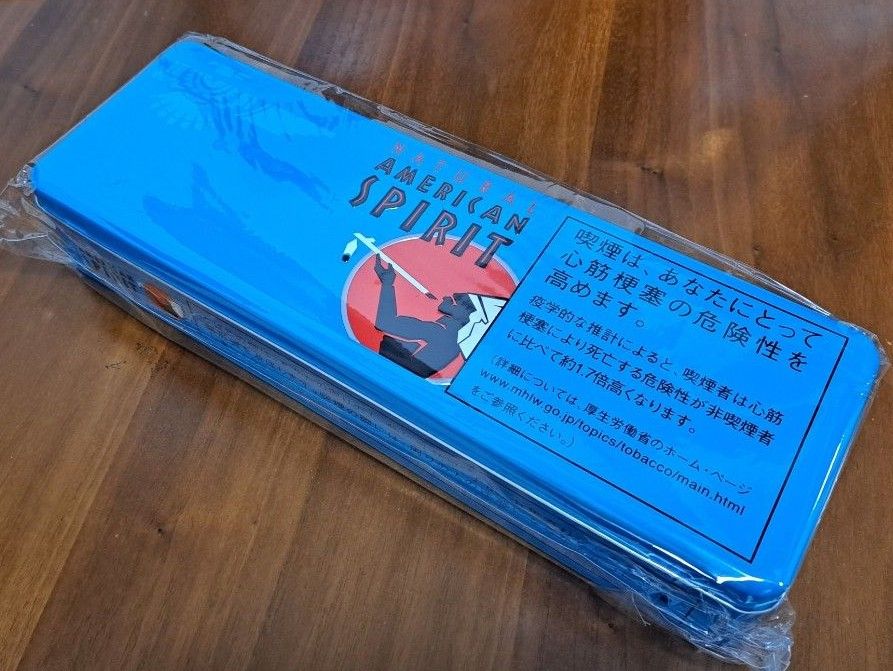 NATURAL
AMERICAN
SPIRIT
喫煙は、あなたにとって
心筋梗塞の危険性を
高めます。
疫学的な推計によると、喫煙者は心筋
梗塞により死亡する危険性が非喫煙者
に比べて約1.7倍高くなります。
(詳細については、厚生労働省のホーム・ページ
www.mhlw.go.jp/topics/tobacco/main.html
をご参照ください。)